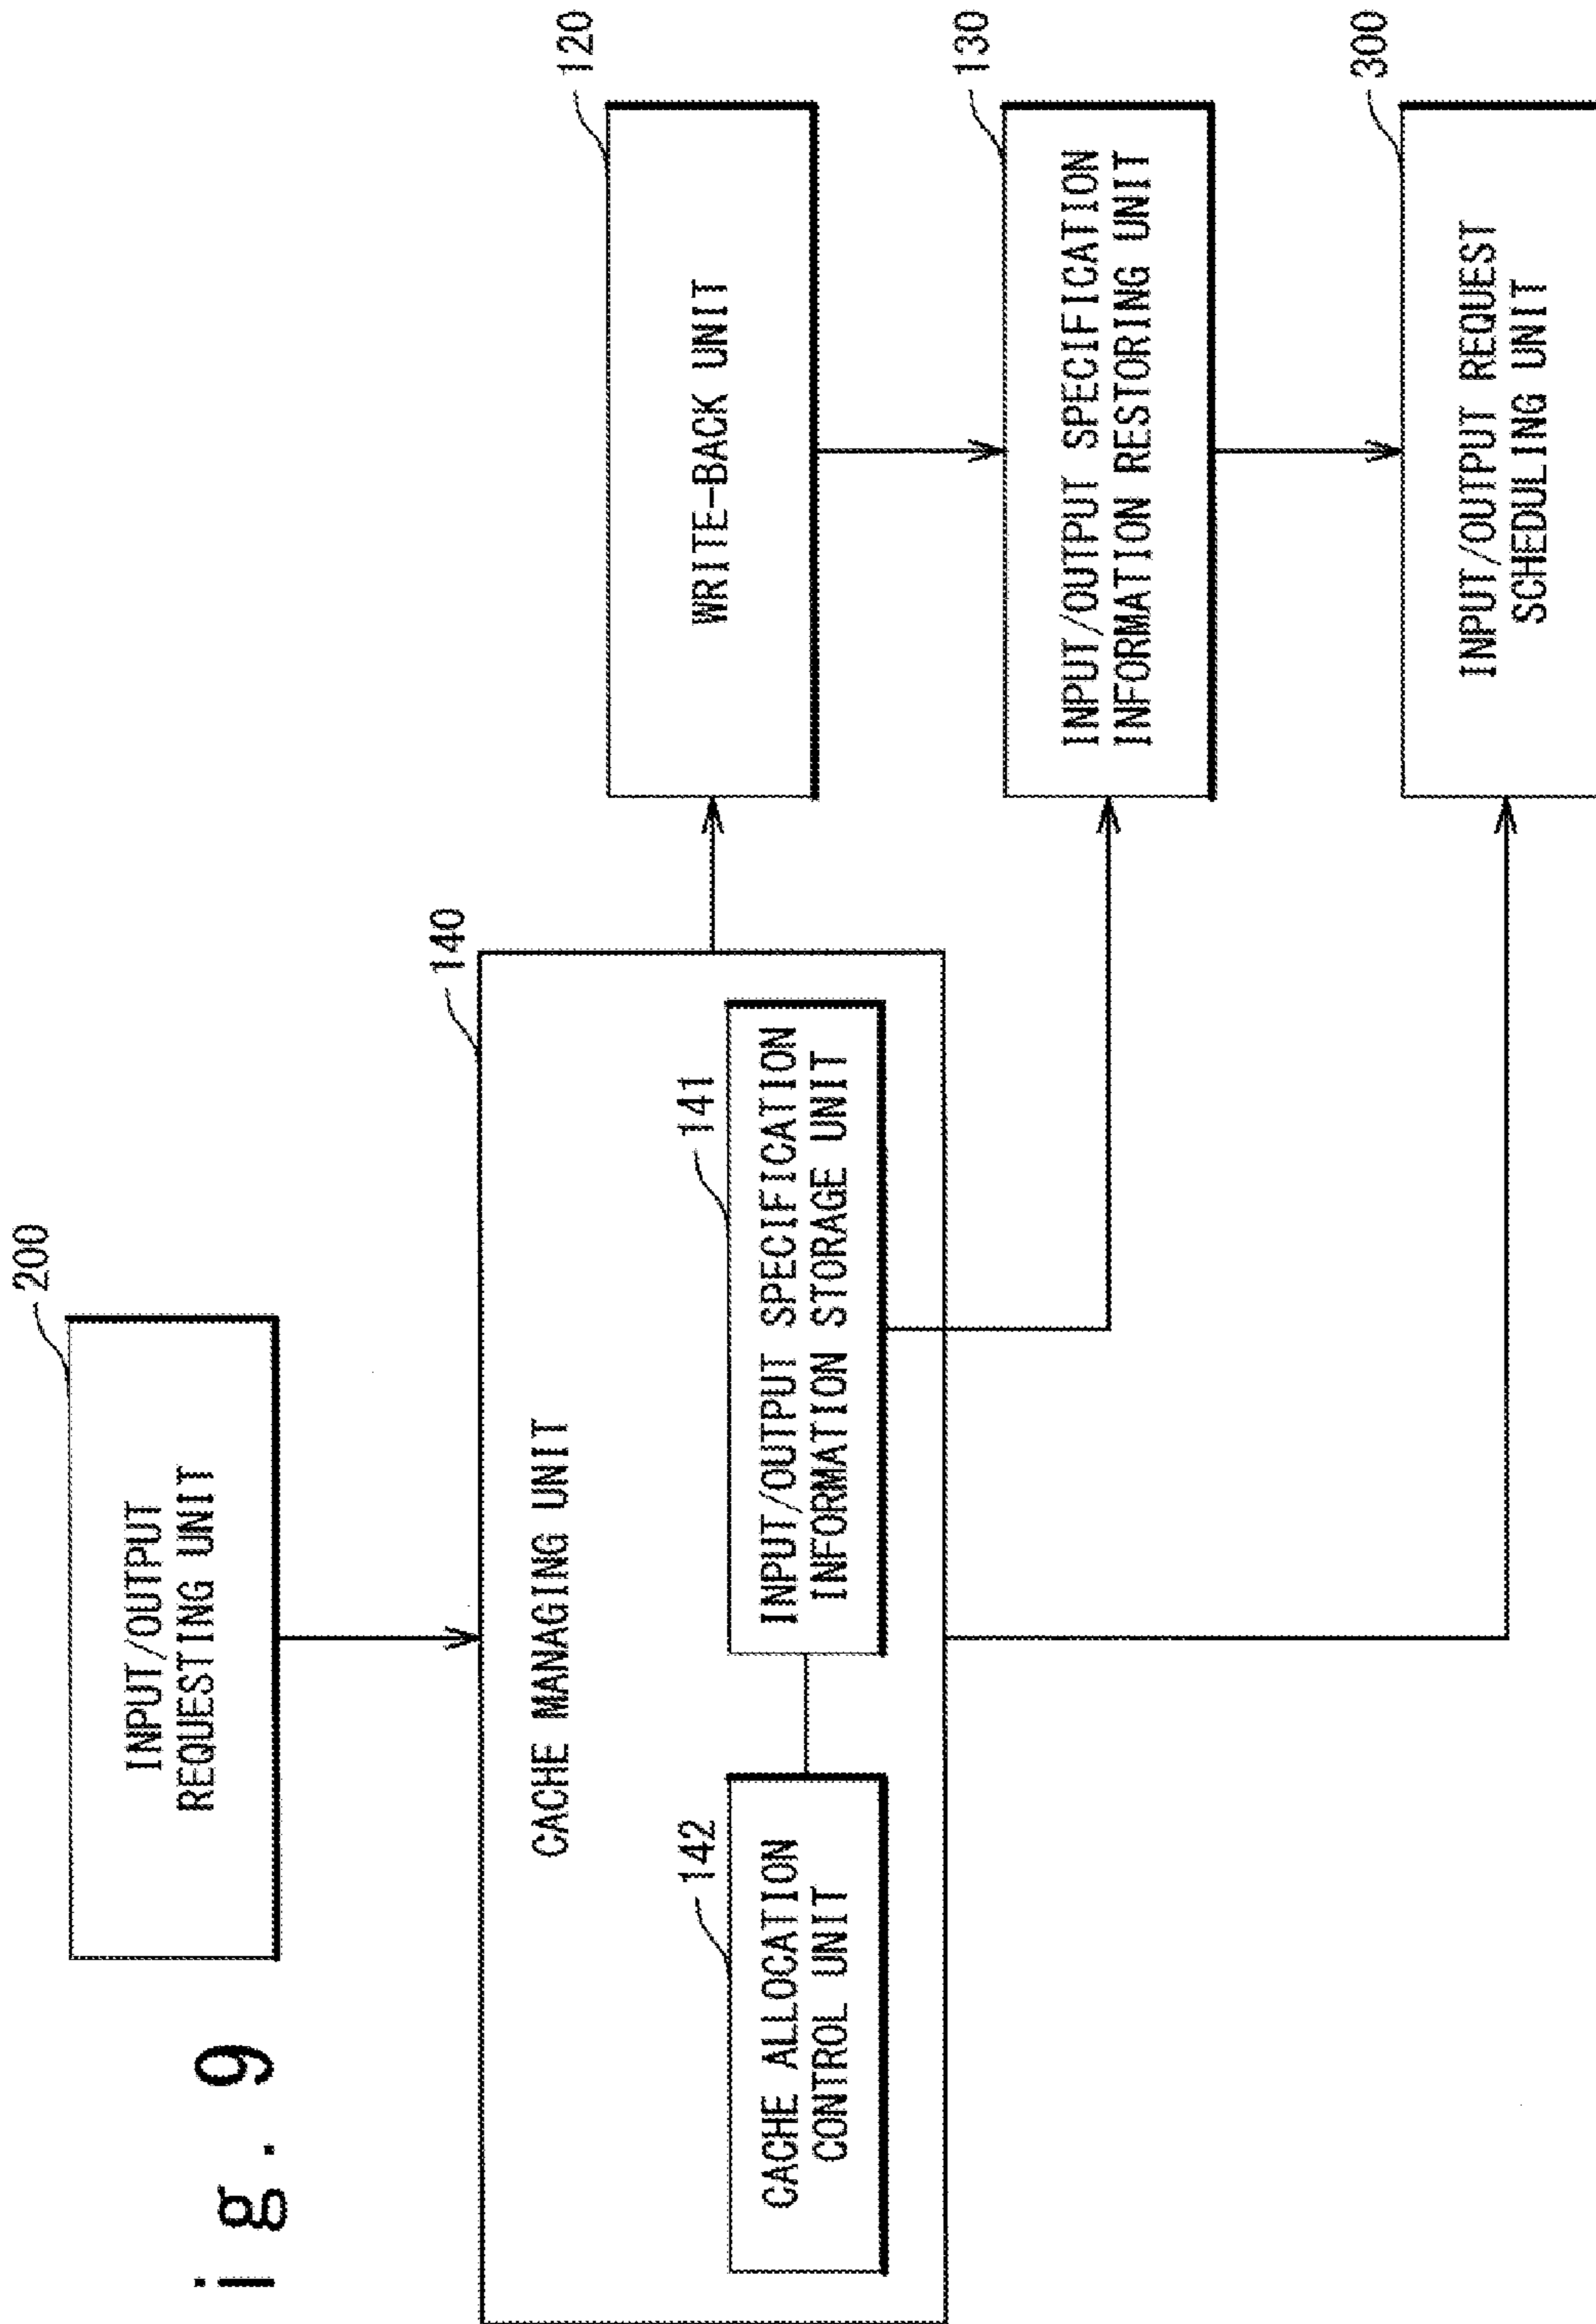 i g . 9
200
INPUT/OUTPUT
REQUESTING UNIT
140
CACHE MANAGING UNIT
142
CACHE ALLOCATION
CONTROL UNIT
141
INPUT/OUTPUT SPECIFICATION
INFORMATION STORAGE UNIT
120
WRITE-BACK UNIT
130
INPUT/OUTPUT SPECIFICATION
INFORMATION RESTORING UNIT
300
INPUT/OUTPUT REQUEST
SCHEDULING UNIT